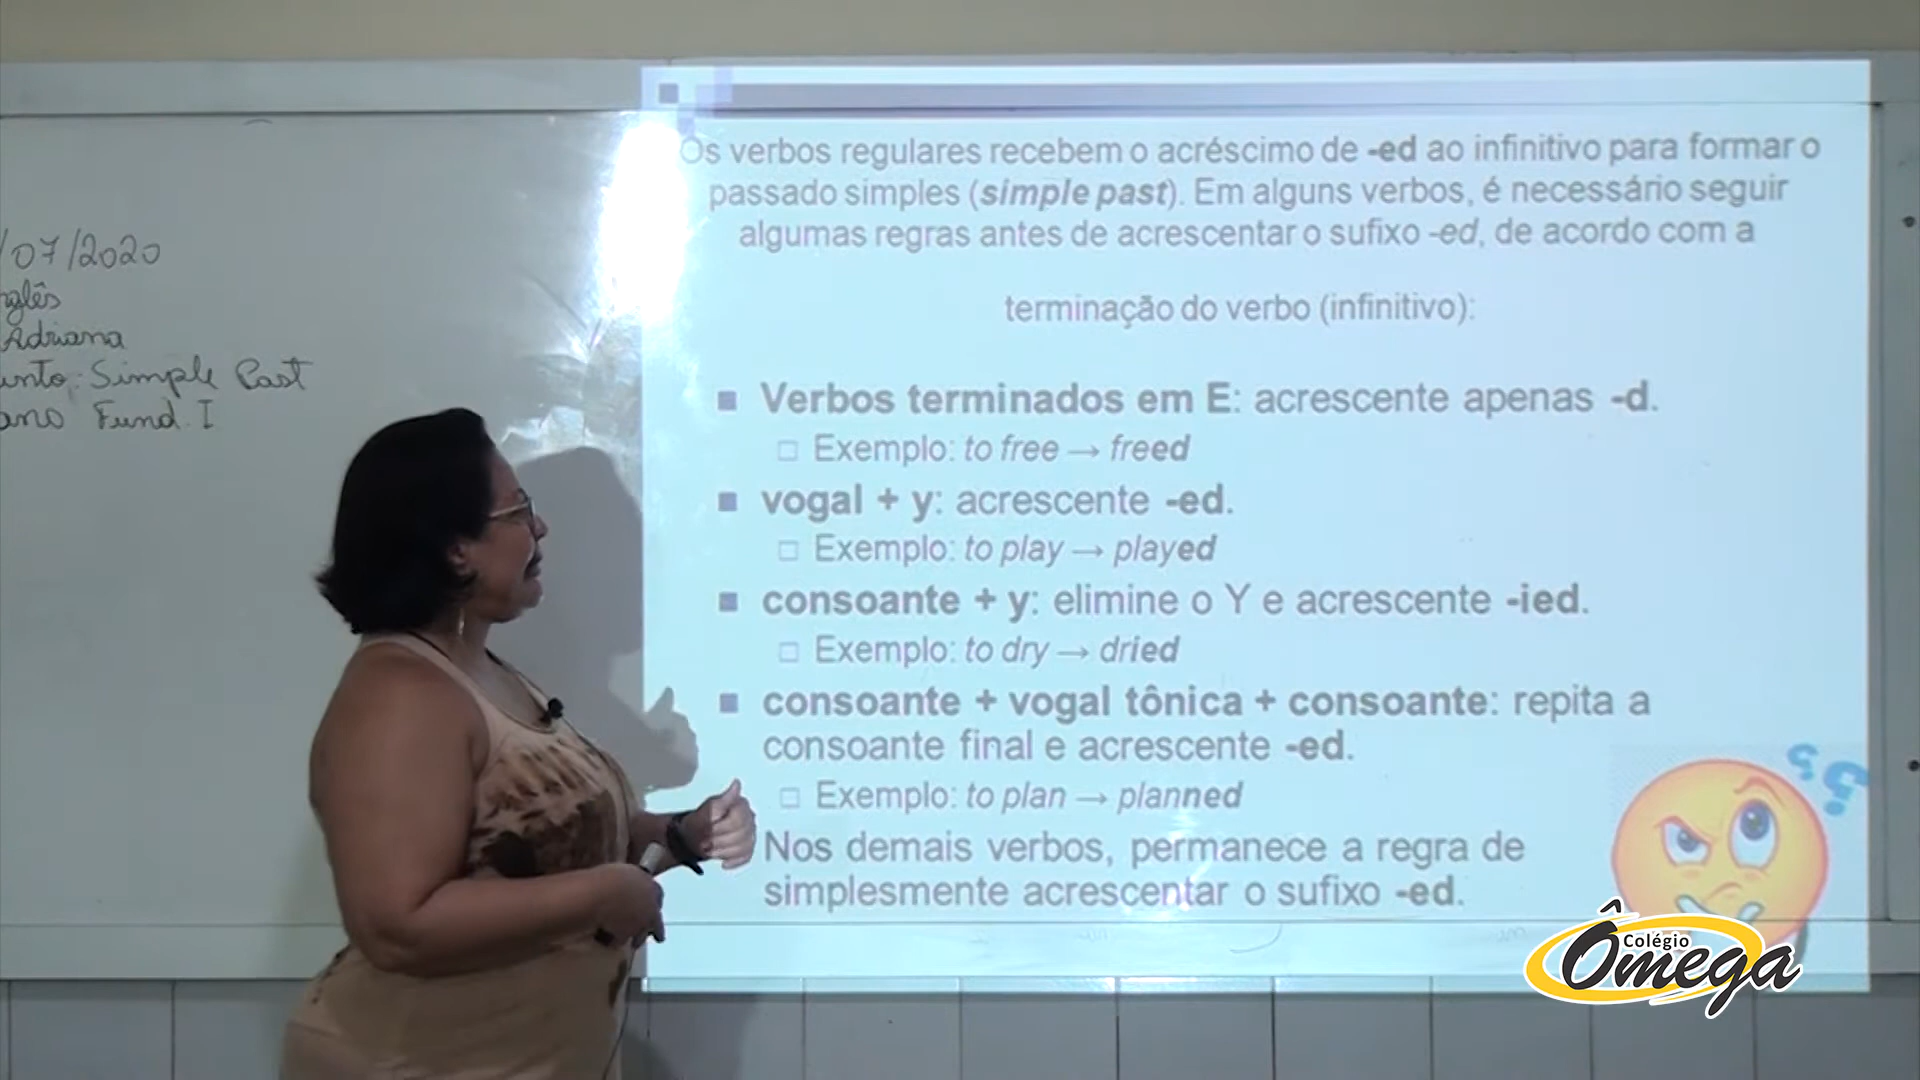 /07/2020
nglês
Adriana
unto: Simple Past
ano Fund. I
Os verbos regulares recebem o acréscimo de -ed ao infinitivo para formar o
passado simples (simple past). Em alguns verbos, é necessário seguir
algumas regras antes de acrescentar o sufixo -ed, de acordo com a
terminação do verbo (infinitivo):
Verbos terminados em E: acrescente apenas -d.
Exemplo: to free → freed
vogal + y: acrescente -ed.
Exemplo: to play → played
consoante + y: elimine o Y e acrescente -ied.
Exemplo: to dry → dried
consoante + vogal tônica + consoante: repita a
consoante final e acrescente -ed.
Exemplo: to plan → planned
Nos demais verbos, permanece a regra de
simplesmente acrescentar o sufixo -ed.
??
Colégio
Ômega